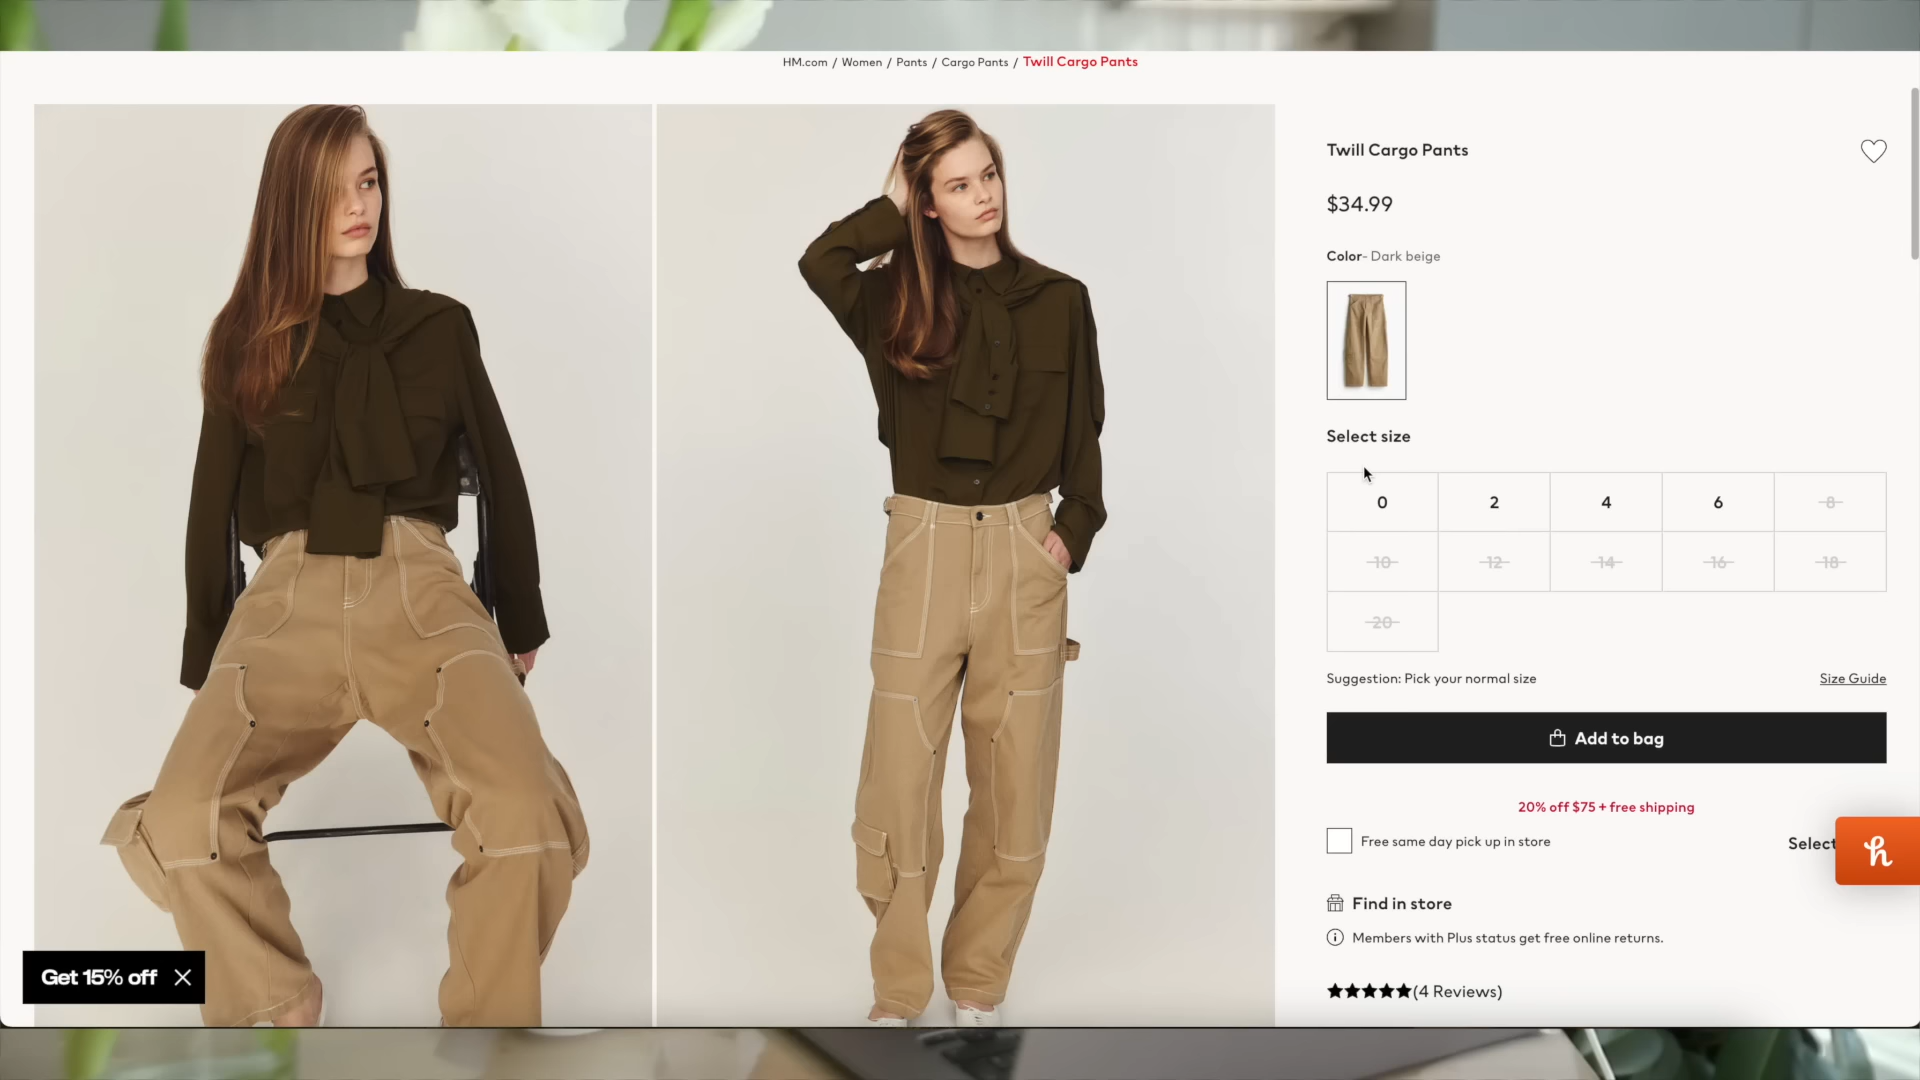 HM.com / Women / Pants / Cargo Pants / Twill Cargo Pants
Twill Cargo Pants
$34.99
Color- Dark beige
Select size
0 2 4 6 8
10 12 14 16 18
20
Suggestion: Pick your normal size Size Guide
Add to bag
20% off $75 + free shipping
Free same day pick up in store Select
Find in store
Members with Plus status get free online returns.
(4 Reviews)
Get 15% off
h